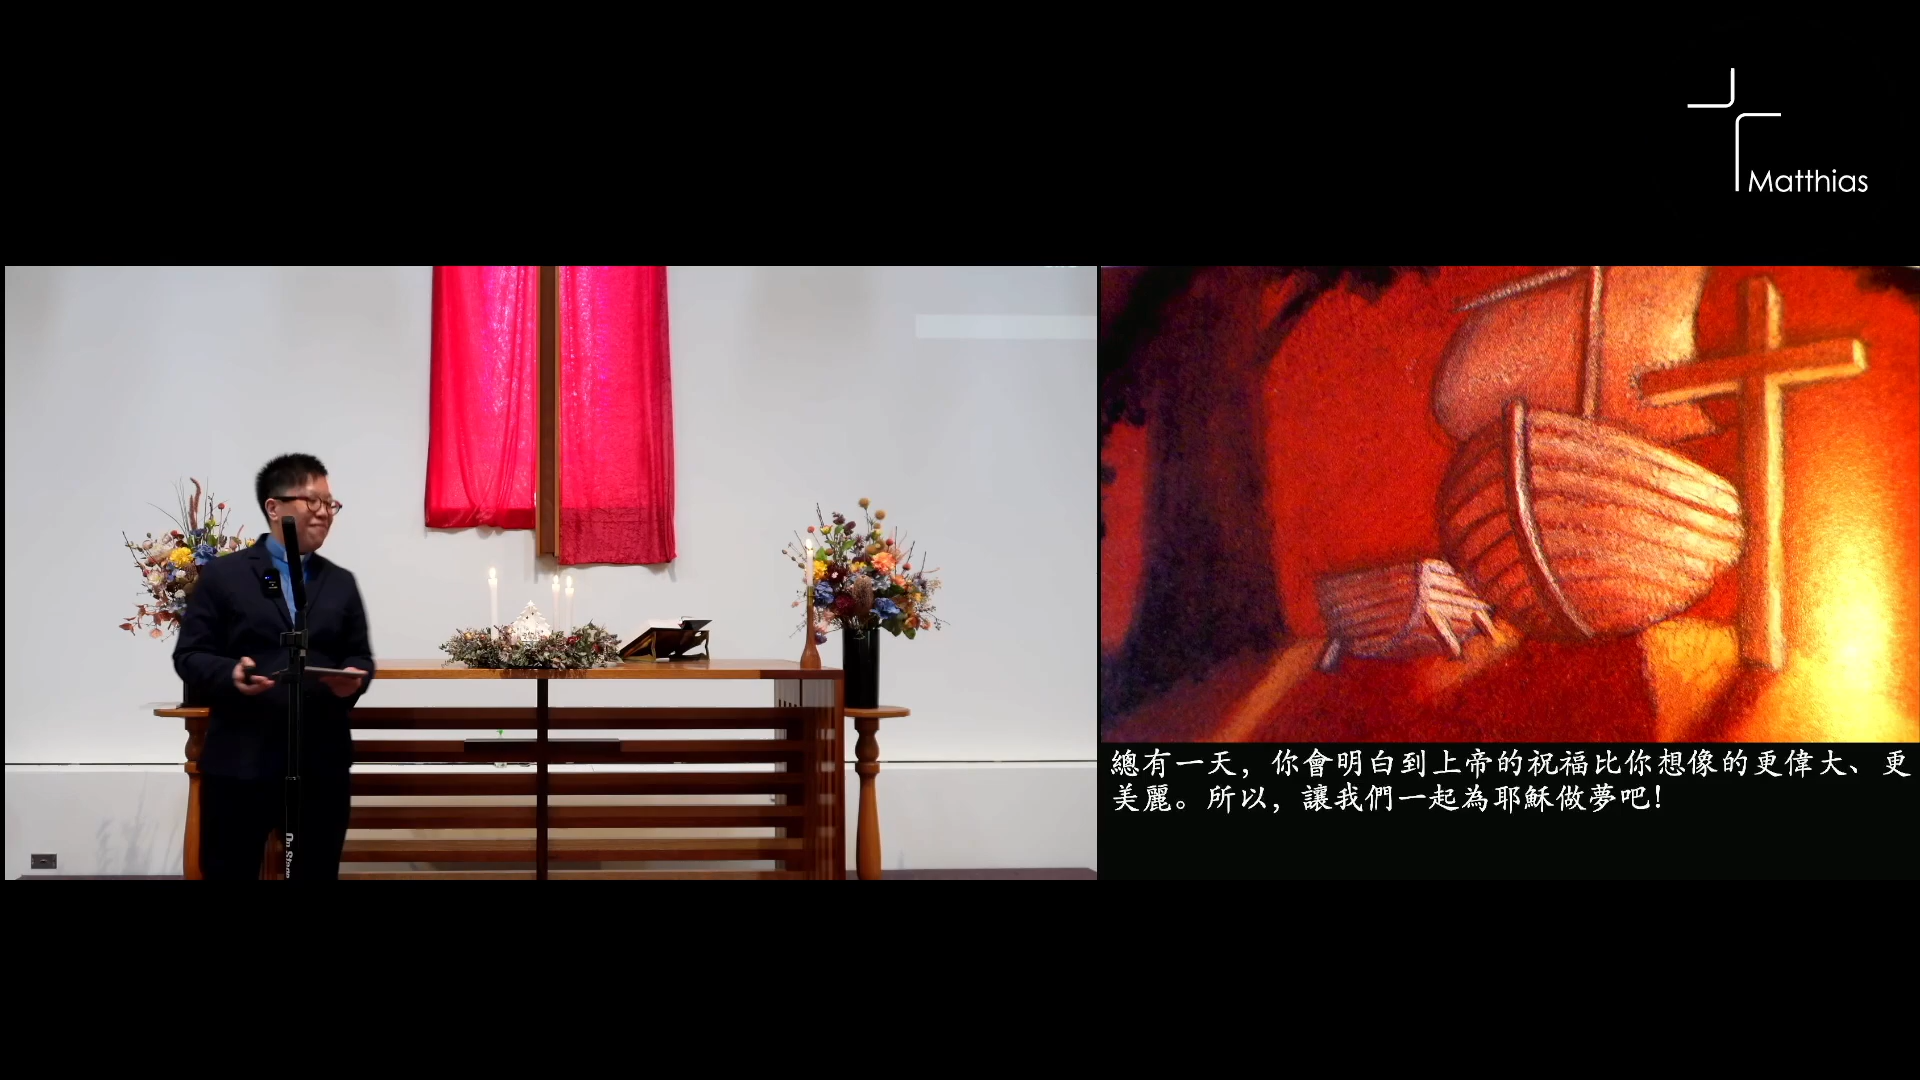 Matthias
總有一天，你會明白到上帝的祝福比你想像的更偉大、更
美麗。所以，讓我們一起為耶穌做夢吧！
On Stage